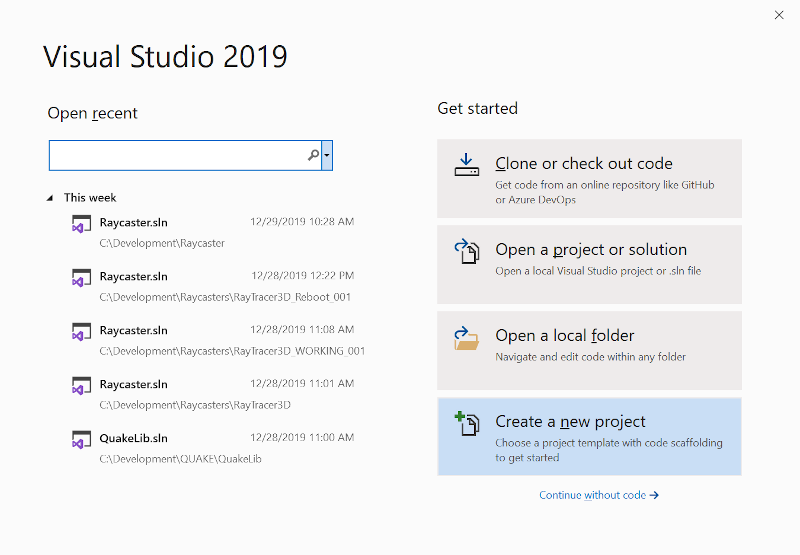 Visual Studio 2019
Open recent
This week
Raycaster.sln 12/29/2019 10:28 AM
C:\Development\Raycaster
Raycaster.sln 12/28/2019 12:22 PM
C:\Development\Raycasters\RayTracer3D_Reboot_001
Raycaster.sln 12/28/2019 11:08 AM
C:\Development\Raycasters\RayTracer3D_WORKING_001
Raycaster.sln 12/28/2019 11:01 AM
C:\Development\Raycasters\RayTracer3D
QuakeLib.sln 12/28/2019 11:00 AM
C:\Development\QUAKE\QuakeLib
Get started
Clone or check out code
Get code from an online repository like GitHub
or Azure DevOps
Open a project or solution
Open a local Visual Studio project or .sln file
Open a local folder
Navigate and edit code within any folder
Create a new project
Choose a project template with code scaffolding
to get started
Continue without code →